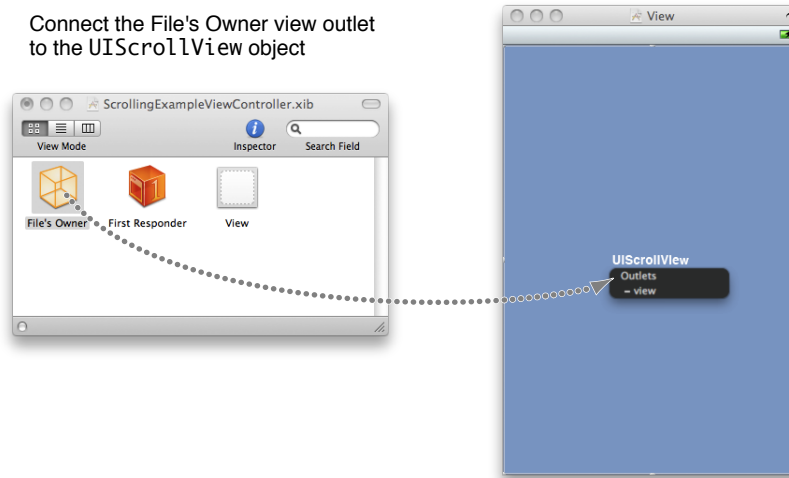 Connect the File's Owner view outlet
to the UIScrollView object
View
ScrollingExampleViewController.xib
View Mode
Inspector
Search Field
File's Owner
First Responder
View
UIScrollView
Outlets
– view